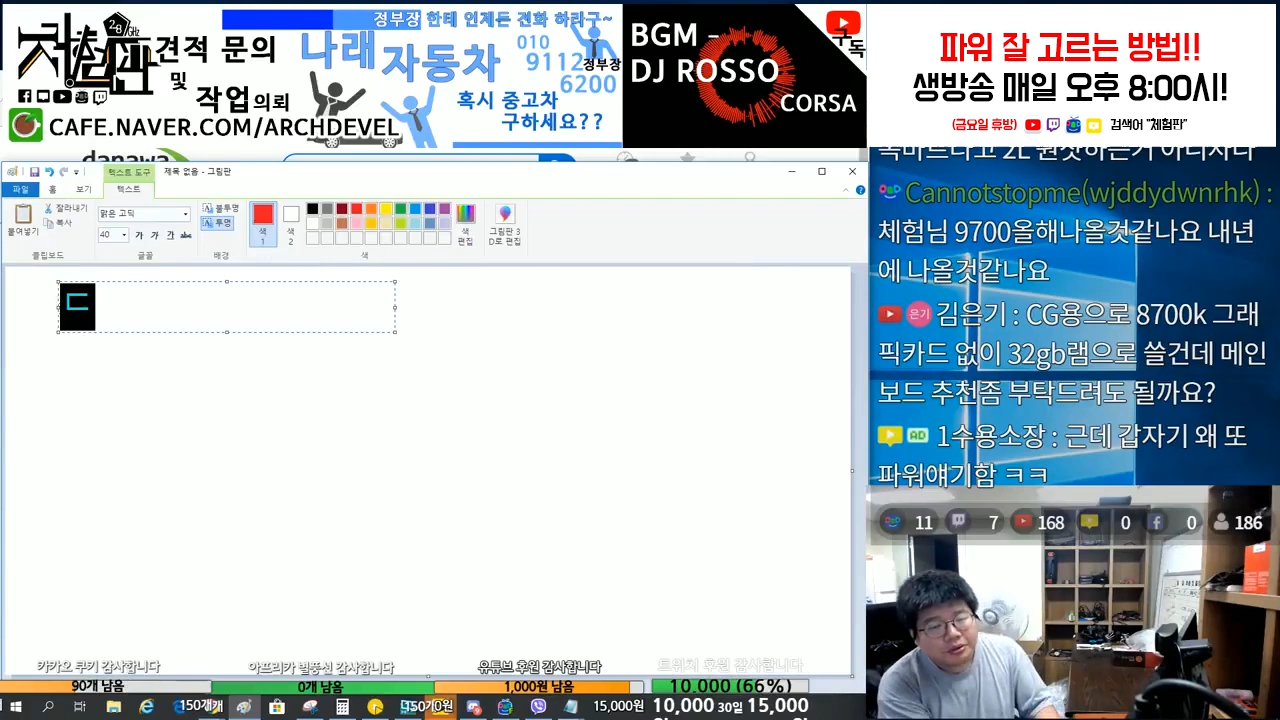 체험판
28GHz
견적 문의
및
작업의뢰
CAFE.NAVER.COM/ARCHDEVEL
정부장 한테 언제든 전화 하라구~
나래
자동차
010
9112
6200
정부장
혹시 중고차
구하세요??
BGM -
DJ ROSSO
CORSA
구독
파워 잘 고르는 방법!!
생방송 매일 오후 8:00시!
(금요일 휴방)
검색어 "체험판"
danawa
텍스트 도구
제목 없음 - 그림판
파일
홈
보기
텍스트
붙여넣기
잘라내기
복사
클립보드
맑은 고딕
40
가 가 가 abc
글꼴
불투명
투명
배경
색
1
색
2
색
편집
그림판 3
D로 편집
색
ㄷ
Cannotstopme(wjddydwnrhk) :
체험님 9700올해나올것같나요 내년
에 나올것같나요
은기
김은기 : CG용으로 8700k 그래
픽카드 없이 32gb램으로 쓸건데 메인
보드 추천좀 부탁드려도 될까요?
AD
1수용소장 : 근데 갑자기 왜 또
파워얘기함 ㅋㅋ
11
7
168
0
0
186
카카오 쿠키 감사합니다
아프리카 별풍선 감사합니다
유튜브 후원 감사합니다
트위치 후원 감사합니다
90개 남음
0개 남음
1,000원 남음
10,000 (66%)
150개
15,000원
10,000 30일 15,000